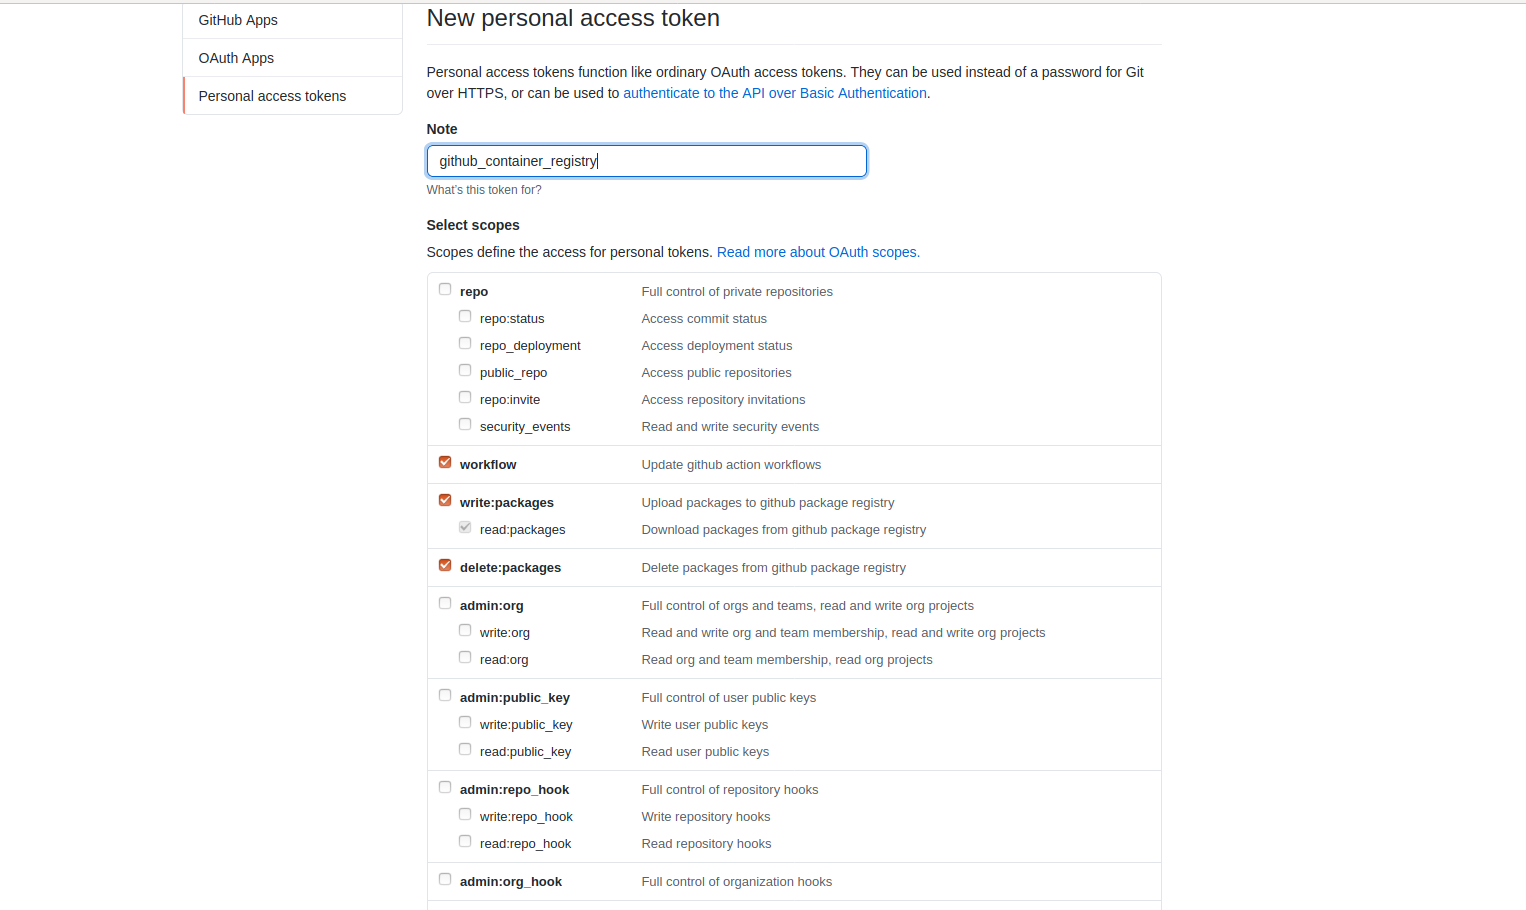 GitHub Apps
OAuth Apps
Personal access tokens
New personal access token
Personal access tokens function like ordinary OAuth access tokens. They can be used instead of a password for Git
over HTTPS, or can be used to authenticate to the API over Basic Authentication.
Note
github_container_registry
What's this token for?
Select scopes
Scopes define the access for personal tokens. Read more about OAuth scopes.
repo Full control of private repositories
repo:status Access commit status
repo_deployment Access deployment status
public_repo Access public repositories
repo:invite Access repository invitations
security_events Read and write security events
workflow Update github action workflows
write:packages Upload packages to github package registry
read:packages Download packages from github package registry
delete:packages Delete packages from github package registry
admin:org Full control of orgs and teams, read and write org projects
write:org Read and write org and team membership, read and write org projects
read:org Read org and team membership, read org projects
admin:public_key Full control of user public keys
write:public_key Write user public keys
read:public_key Read user public keys
admin:repo_hook Full control of repository hooks
write:repo_hook Write repository hooks
read:repo_hook Read repository hooks
admin:org_hook Full control of organization hooks